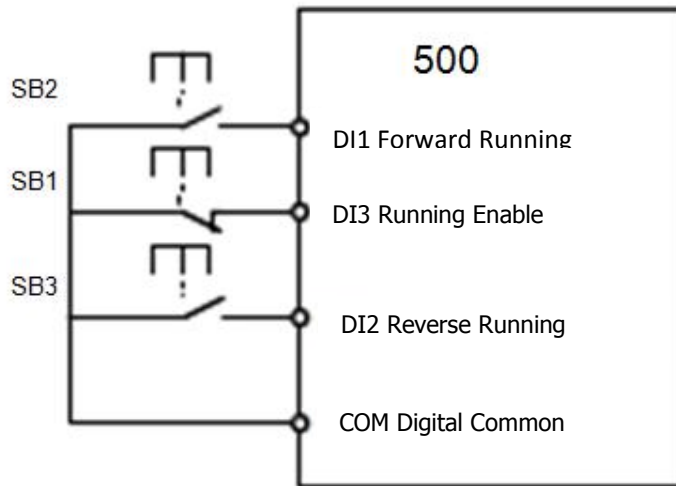 500
SB2
DI1 Forward Running
SB1
DI3 Running Enable
SB3
DI2 Reverse Running
COM Digital Common